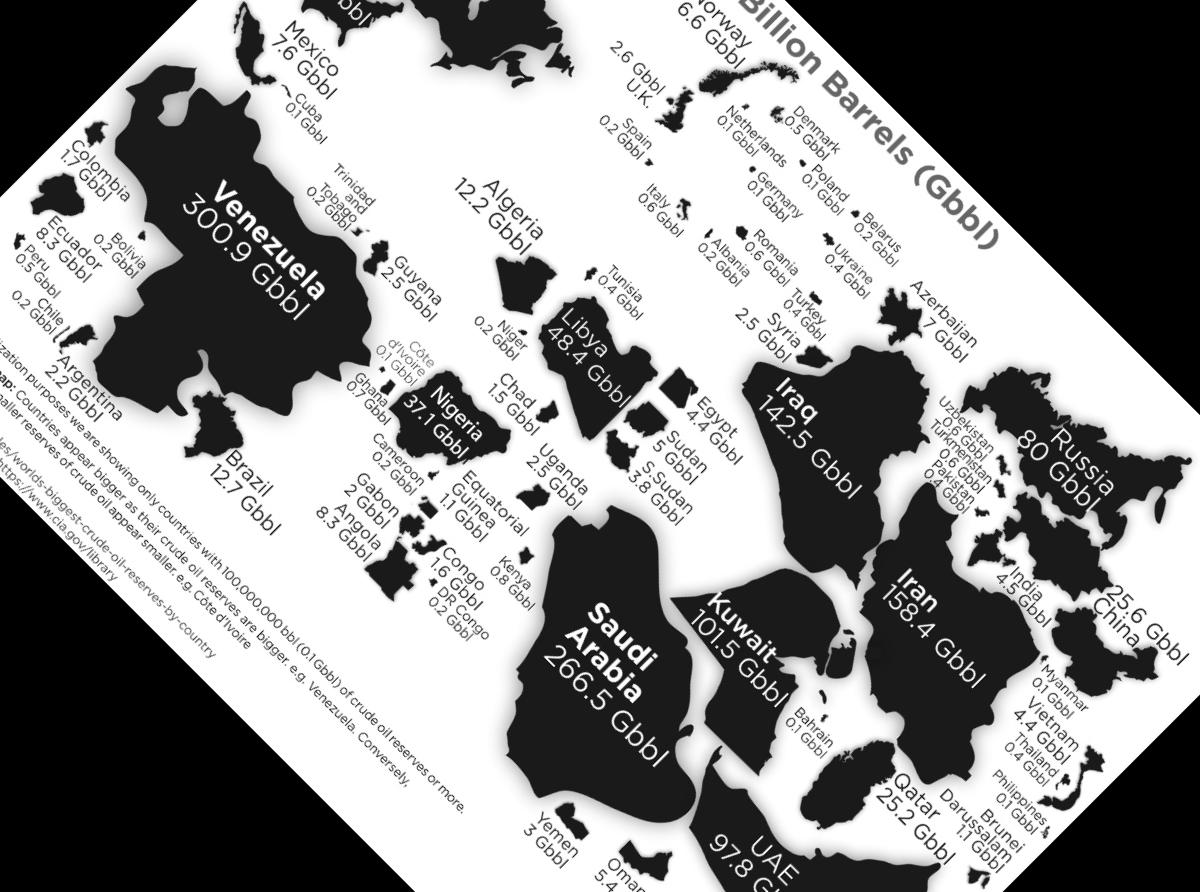 Billion Barrels (Gbbl)
Norway
6.6 Gbbl
Mexico
7.6 Gbbl
Cuba
0.1 Gbbl
2.6 Gbbl
U.K.
Spain
0.2 Gbbl
Netherlands
0.1 Gbbl
Denmark
0.5 Gbbl
Germany
0.1 Gbbl
Poland
0.1 Gbbl
Belarus
0.2 Gbbl
Italy
0.6 Gbbl
Albania
0.2 Gbbl
Romania
0.6 Gbbl
Ukraine
0.4 Gbbl
Colombia
1.7 Gbbl
Venezuela
300.9 Gbbl
Trinidad
and
Tobago
0.2 Gbbl
Guyana
2.5 Gbbl
Ecuador
8.3 Gbbl
Bolivia
0.2 Gbbl
Peru
0.5 Gbbl
Chile
0.2 Gbbl
Argentina
2.2 Gbbl
Brazil
12.7 Gbbl
Algeria
12.2 Gbbl
Tunisia
0.4 Gbbl
Libya
48.4 Gbbl
Niger
0.2 Gbbl
Egypt
4.4 Gbbl
Turkey
0.4 Gbbl
Syria
2.5 Gbbl
Azerbaijan
7 Gbbl
Iraq
142.5 Gbbl
Côte
d'Ivoire
0.1 Gbbl
Ghana
0.7 Gbbl
Nigeria
37.1 Gbbl
Chad
1.5 Gbbl
Sudan
5 Gbbl
S. Sudan
3.8 Gbbl
Cameroon
0.2 Gbbl
Gabon
2 Gbbl
Angola
8.3 Gbbl
Equatorial
Guinea
1.1 Gbbl
Uganda
2.5 Gbbl
Congo
1.6 Gbbl
DR Congo
0.2 Gbbl
Kenya
0.8 Gbbl
Saudi
Arabia
266.5 Gbbl
Kuwait
101.5 Gbbl
Bahrain
0.1 Gbbl
Iran
158.4 Gbbl
Uzbekistan
0.6 Gbbl
Turkmenistan
0.6 Gbbl
Pakistan
0.4 Gbbl
Russia
80 Gbbl
India
4.5 Gbbl
25.6 Gbbl
China
Myanmar
0.1 Gbbl
Vietnam
4.4 Gbbl
Thailand
0.4 Gbbl
Philippines
0.1 Gbbl
Brunei
Darussalam
1.1 Gbbl
Qatar
25.2 Gbbl
UAE
97.8
Yemen
3 Gbbl
Oman
5.4
purposes we are showing only countries with 100,000,000 bbl (0.1 Gbbl) of crude oil reserves or more.
Countries appear bigger as their crude oil reserves are bigger. e.g. Venezuela. Conversely,
reserves of crude oil appear smaller. e.g. Côte d'Ivoire
worlds-biggest-crude-oil-reserves-by-country
https://www.cia.gov/library